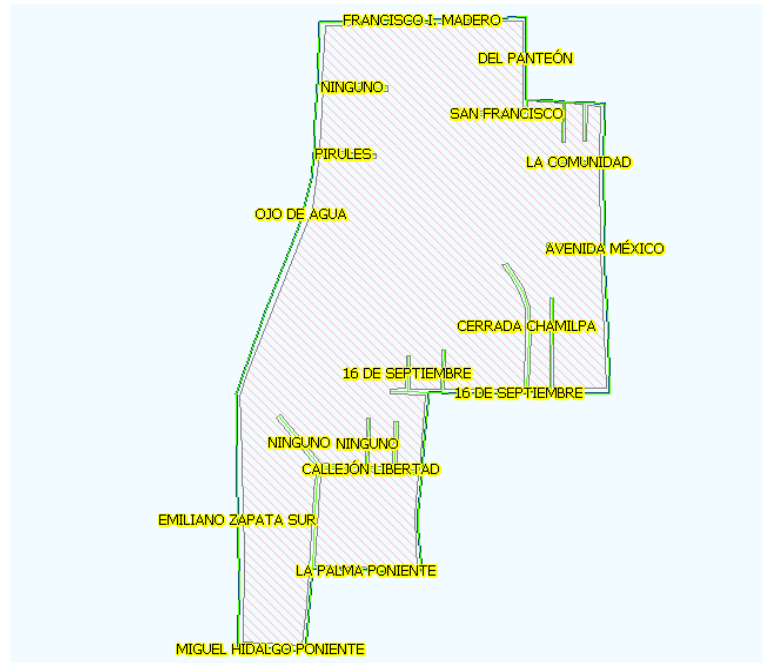 FRANCISCO I. MADERO
DEL PANTEÓN
NINGUNO
SAN FRANCISCO
PIRULES
LA COMUNIDAD
OJO DE AGUA
AVENIDA MÉXICO
CERRADA CHAMILPA
16 DE SEPTIEMBRE
16 DE SEPTIEMBRE
NINGUNO
NINGUNO
CALLEJÓN LIBERTAD
EMILIANO ZAPATA SUR
LA PALMA PONIENTE
MIGUEL HIDALGO PONIENTE